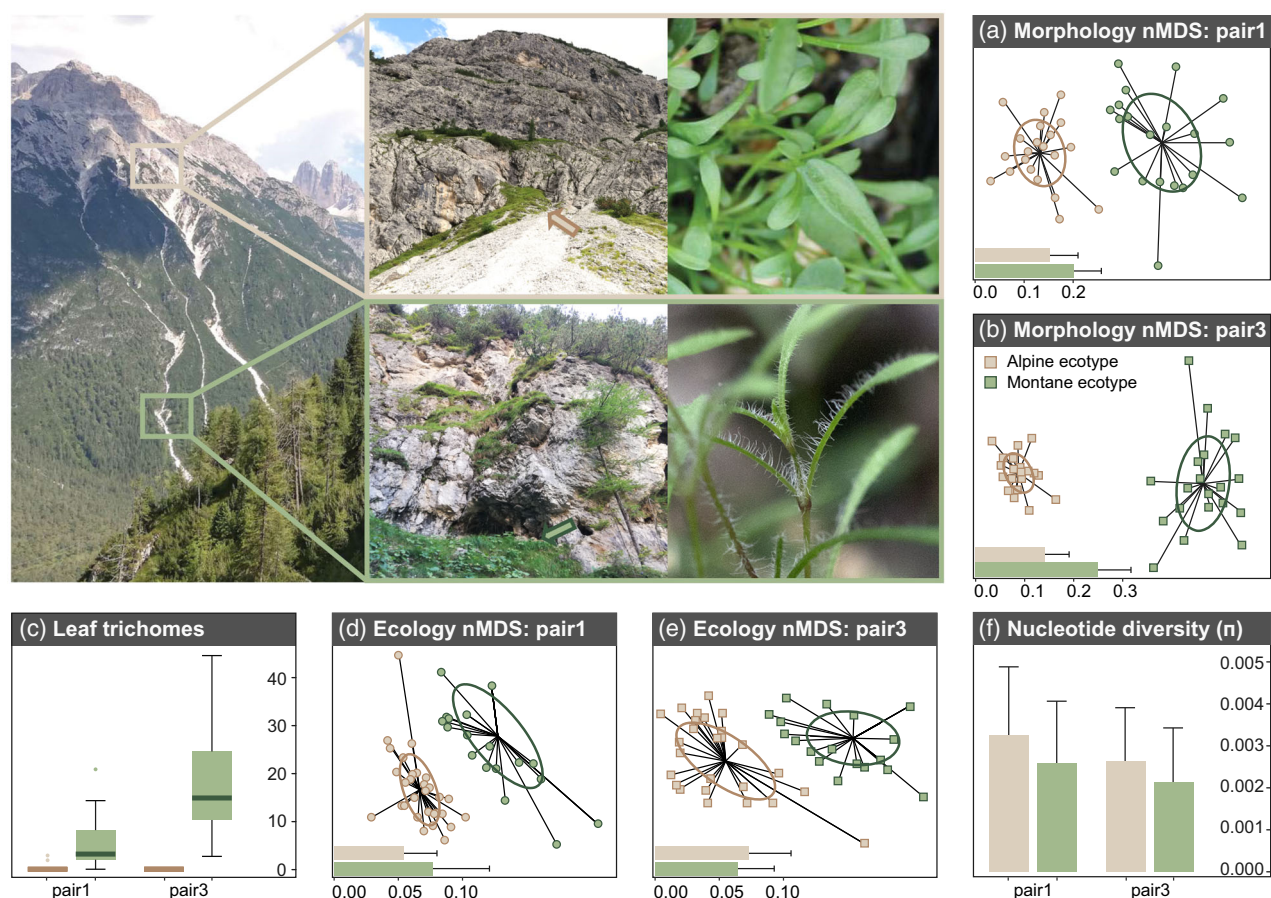 (a) Morphology nMDS: pair1
0.0 0.1 0.2
(b) Morphology nMDS: pair3
Alpine ecotype
Montane ecotype
0.0 0.1 0.2 0.3
(c) Leaf trichomes
40
30
20
10
0
pair1 pair3
(d) Ecology nMDS: pair1
0.00 0.05 0.10
(e) Ecology nMDS: pair3
0.00 0.05 0.10
(f) Nucleotide diversity (π)
0.005
0.004
0.003
0.002
0.001
0.000
pair1 pair3